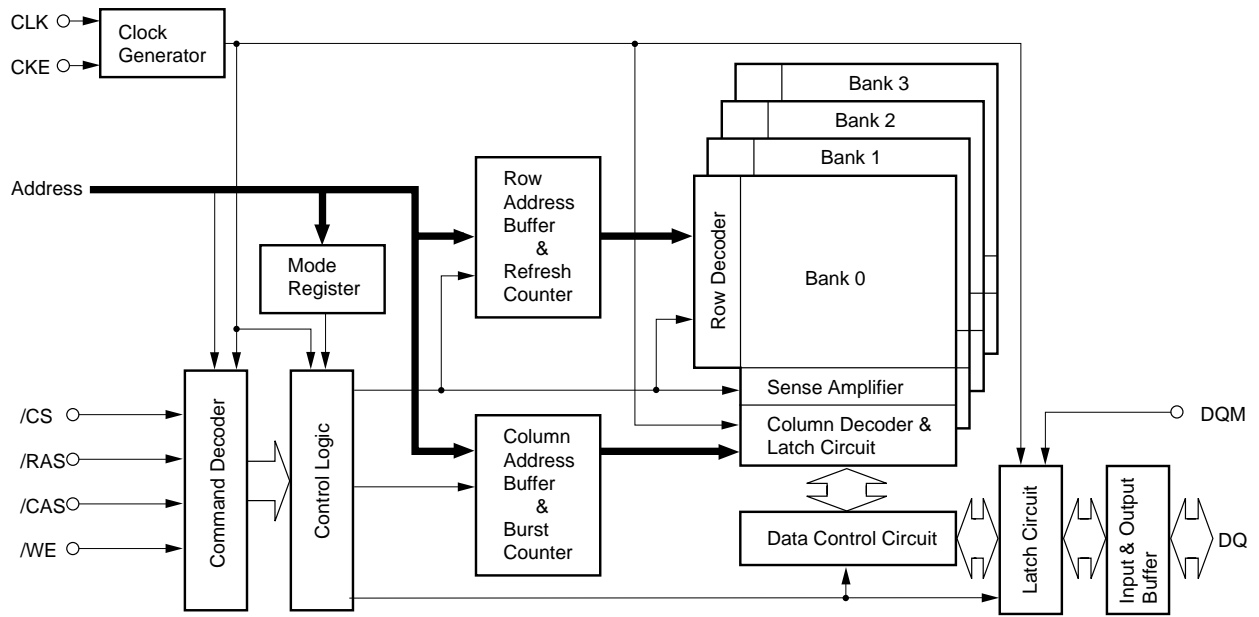 CLK
Clock
Generator
CKE
Bank 3
Bank 2
Bank 1
Address
Row
Address
Buffer
&
Refresh
Counter
Row Decoder
Bank 0
Mode
Register
Sense Amplifier
/CS
/RAS
/CAS
/WE
Command Decoder
Control Logic
Column
Address
Buffer
&
Burst
Counter
Column Decoder &
Latch Circuit
DQM
Data Control Circuit
Latch Circuit
Input & Output
Buffer
DQ